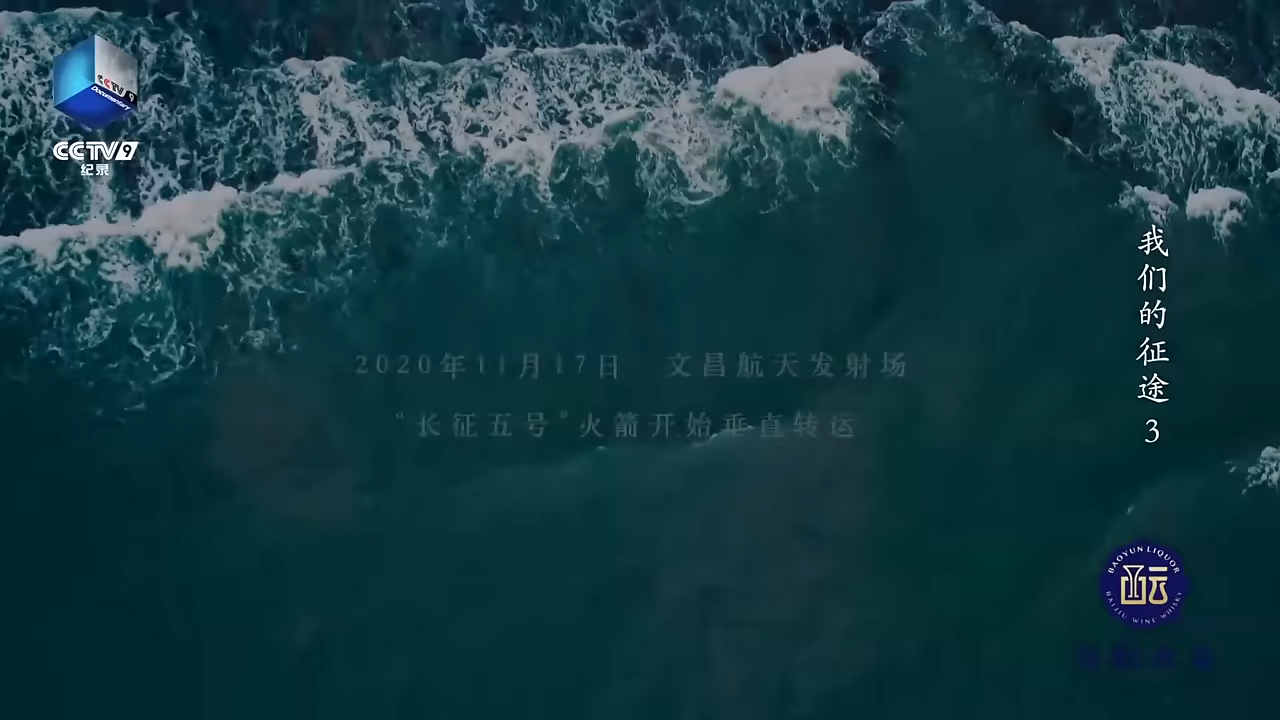 CCTV 9
Documentary
CCTV9
纪录
我们的征途3
2020年11月17日 文昌航天发射场
“长征五号”火箭开始垂直转运
BAOYUN LIQUOR
BAIJIU WINE WHISKY